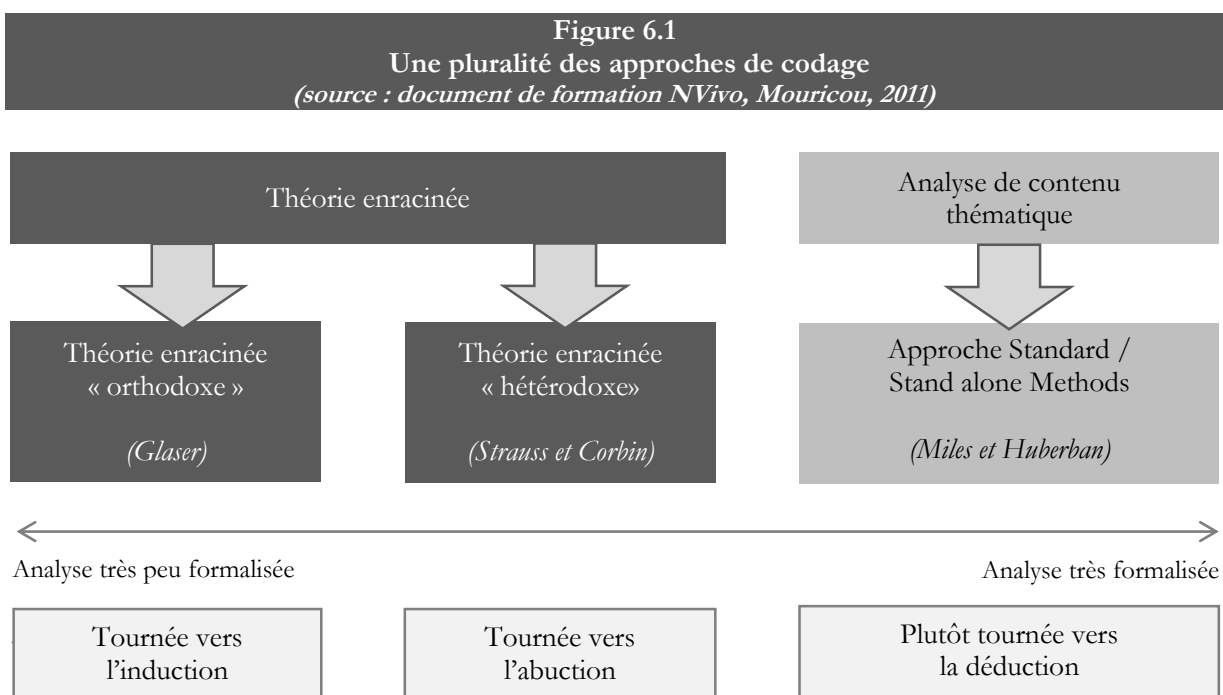 Figure 6.1
Une pluralité des approches de codage
(source : document de formation NVivo, Mouricou, 2011)
Théorie enracinée
Analyse de contenu
thématique
Théorie enracinée
« orthodoxe »
(Glaser)
Théorie enracinée
« hétérodoxe»
(Strauss et Corbin)
Approche Standard /
Stand alone Methods
(Miles et Huberban)
Analyse très peu formalisée
Analyse très formalisée
Tournée vers
l'induction
Tournée vers
l'abuction
Plutôt tournée vers
la déduction